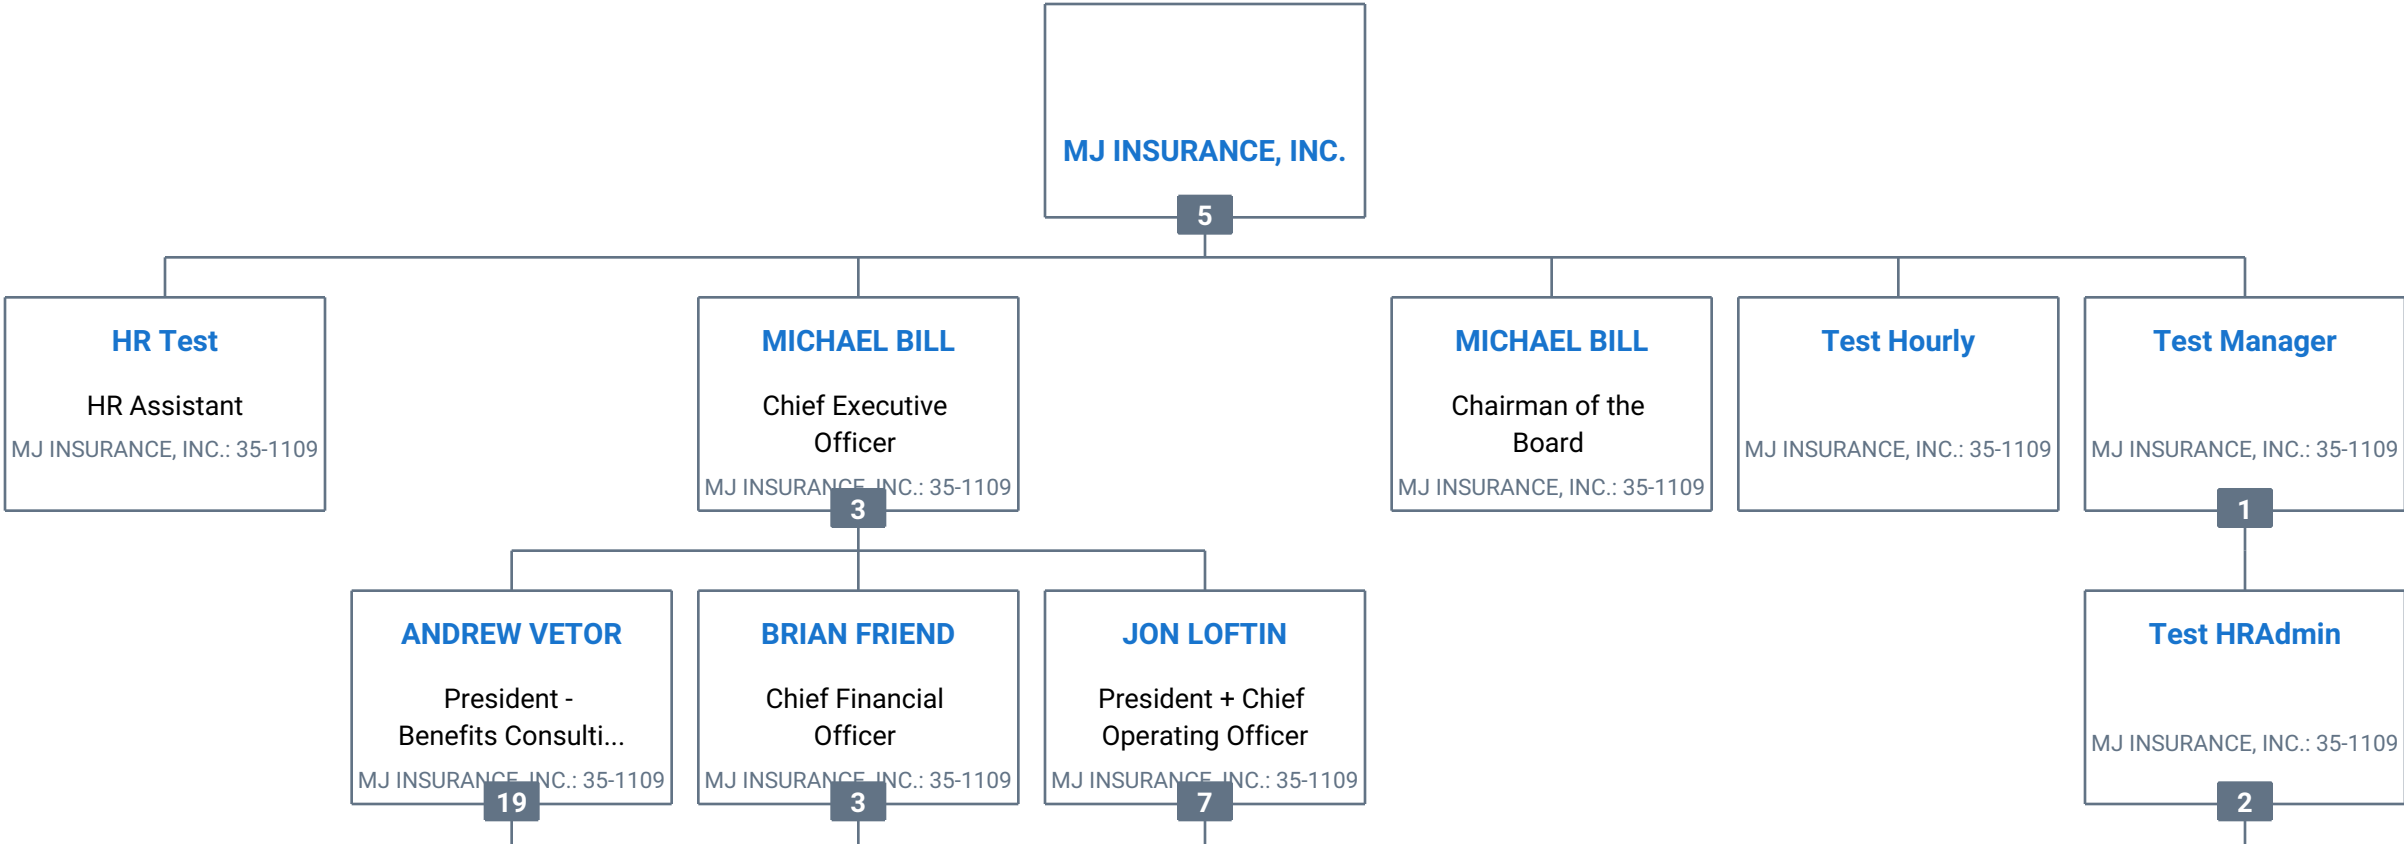 MJ INSURANCE, INC.
5
HR Test
HR Assistant
MJ INSURANCE, INC.: 35-1109
MICHAEL BILL
Chief Executive
Officer
MJ INSURANCE, INC.: 35-1109
3
MICHAEL BILL
Chairman of the
Board
MJ INSURANCE, INC.: 35-1109
Test Hourly
MJ INSURANCE, INC.: 35-1109
Test Manager
MJ INSURANCE, INC.: 35-1109
1
ANDREW VETOR
President -
Benefits Consulti...
MJ INSURANCE, INC.: 35-1109
19
BRIAN FRIEND
Chief Financial
Officer
MJ INSURANCE, INC.: 35-1109
3
JON LOFTIN
President + Chief
Operating Officer
MJ INSURANCE, INC.: 35-1109
7
Test HRAdmin
MJ INSURANCE, INC.: 35-1109
2